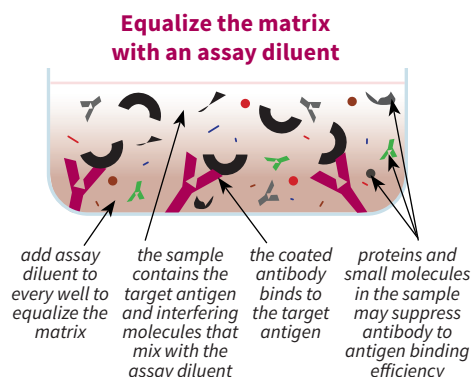 Equalize the matrix
with an assay diluent
add assay
diluent to
every well to
equalize the
matrix
the sample
contains the
target antigen
and interfering
molecules that
mix with the
assay diluent
the coated
antibody
binds to
the target
antigen
proteins and
small molecules
in the sample
may suppress
antibody to
antigen binding
efficiency